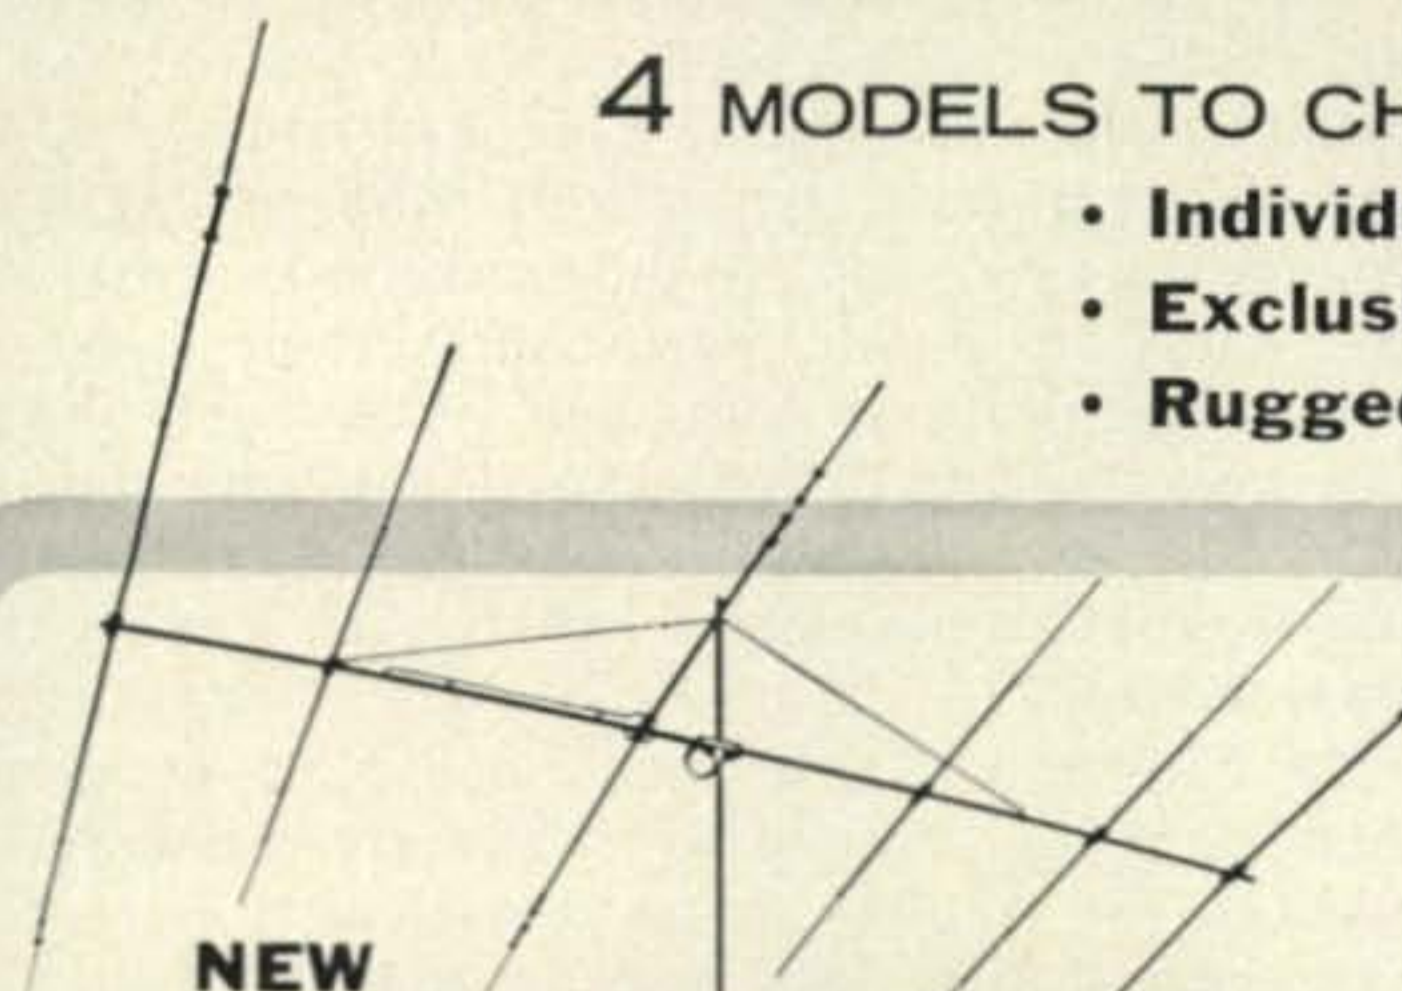 4 MODELS TO CH
• Individ
• Exclus
• Rugge
NEW